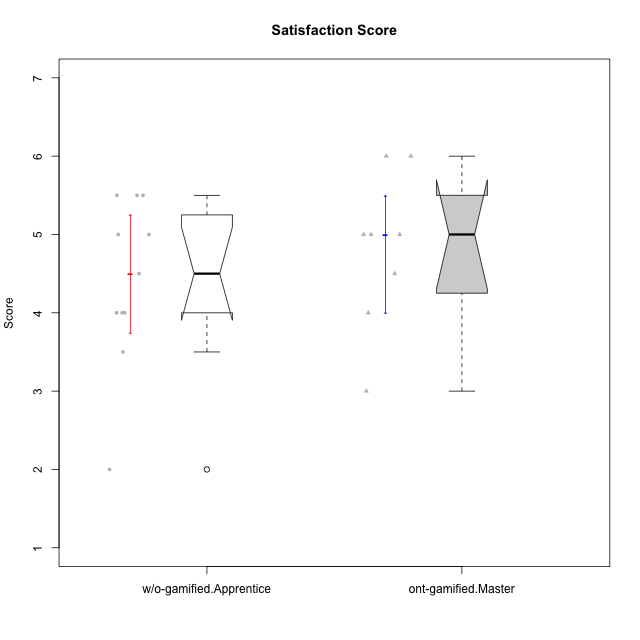 Satisfaction Score
7
6
5
4
3
2
1
Score
w/o-gamified.Apprentice
ont-gamified.Master